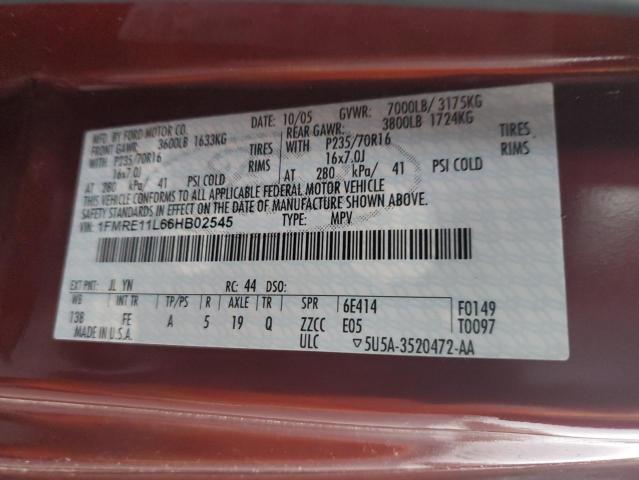 MFD. BY FORD MOTOR CO.
DATE: 10/05 GVWR: 7000LB/ 3175KG
FRONT GAWR: 3600LB 1633KG REAR GAWR: 3800LB 1724KG
WITH P235/70R16 TIRES WITH P235/70R16 TIRES
16x7.0J RIMS 16x7.0J RIMS
AT 280 kPa/ 41 PSI COLD AT 280 kPa/ 41 PSI COLD
THIS VEHICLE CONFORMS TO ALL APPLICABLE FEDERAL MOTOR VEHICLE
SAFETY STANDARDS IN EFFECT ON THE DATE OF MANUFACTURE SHOWN ABOVE.
VIN: 1FMRE11L66HB02545 TYPE: MPV
EXT PNT: JL YN RC: 44 DSO:
WB INT TR TP/PS R AXLE TR SPR 6E414 F0149
138 FE A 5 19 Q ZZCC E05 T0097
MADE IN U.S.A. ULC ▽5U5A-3520472-AA